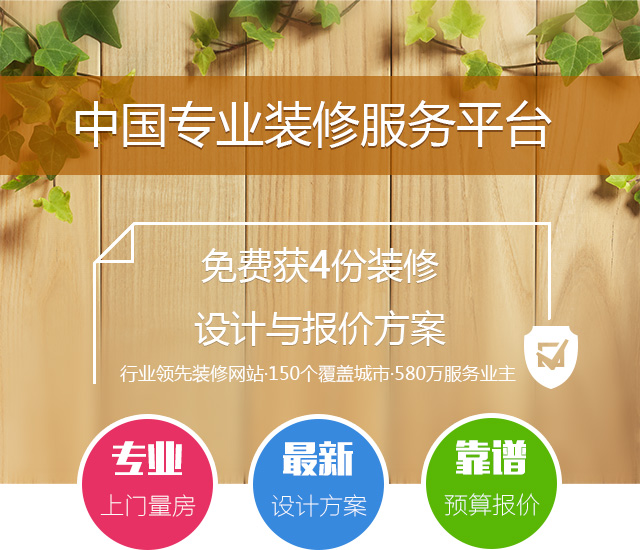 中国专业装修服务平台
免费获4份装修
设计与报价方案
行业领先装修网站·150个覆盖城市·580万服务业主
专业
上门量房
最新
设计方案
靠谱
预算报价